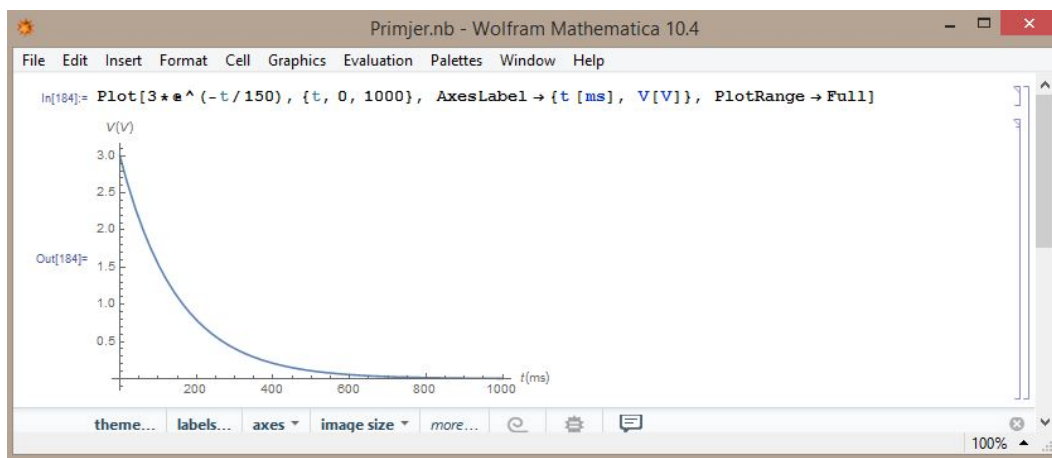 Primjer.nb - Wolfram Mathematica 10.4
File Edit Insert Format Cell Graphics Evaluation Palettes Window Help
In[184]:= Plot[3*ⅇ^(-t/150), {t, 0, 1000}, AxesLabel → {t [ms], V[V]}, PlotRange → Full]
V(V)
3.0
2.5
2.0
Out[184]=
1.5
1.0
0.5
200 400 600 800 1000 t(ms)
theme... labels... axes image size more...
100%